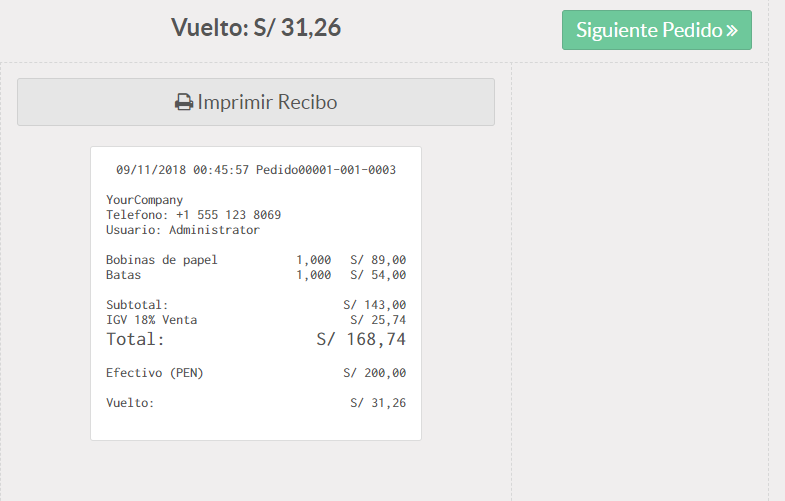 Vuelto: S/ 31,26
Siguiente Pedido »
Imprimir Recibo
09/11/2018 00:45:57 Pedido00001-001-0003
YourCompany
Telefono: +1 555 123 8069
Usuario: Administrator
Bobinas de papel 1,000 S/ 89,00
Batas 1,000 S/ 54,00
Subtotal: S/ 143,00
IGV 18% Venta S/ 25,74
Total: S/ 168,74
Efectivo (PEN) S/ 200,00
Vuelto: S/ 31,26